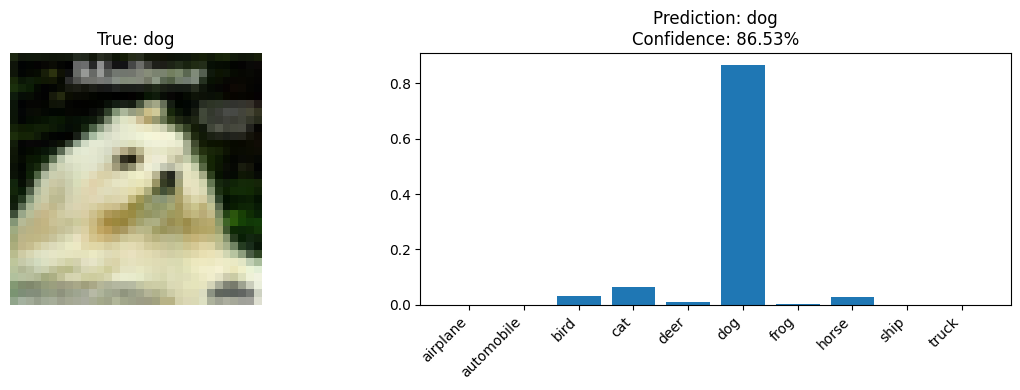 True: dog
Prediction: dog
Confidence: 86.53%
0.8
0.6
0.4
0.2
0.0
airplane
automobile
bird
cat
deer
dog
frog
horse
ship
truck